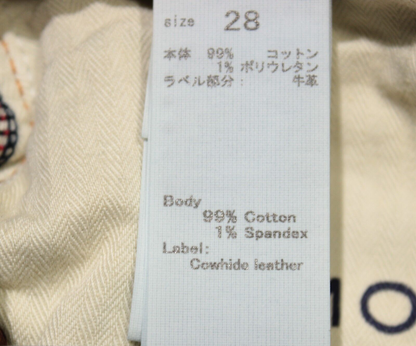 size 28
本体 99% コットン
1% ポリウレタン
ラベル部分: 牛革
Body
99% Cotton
1% Spandex
Label:
Cowhide leather
O